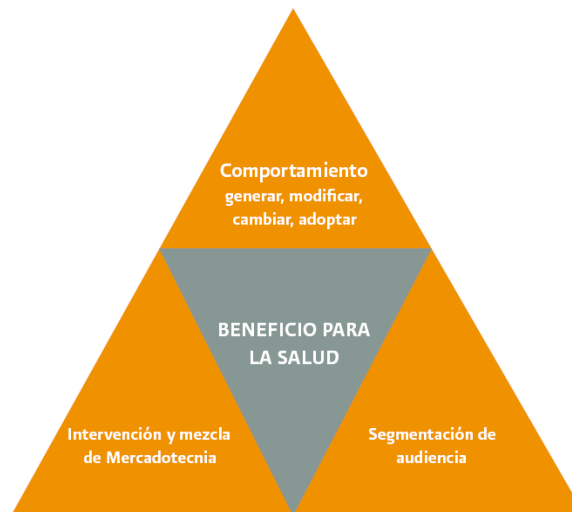 Comportamiento
generar, modificar,
cambiar, adoptar
BENEFICIO PARA
LA SALUD
Intervención y mezcla
de Mercadotecnia
Segmentación de
audiencia